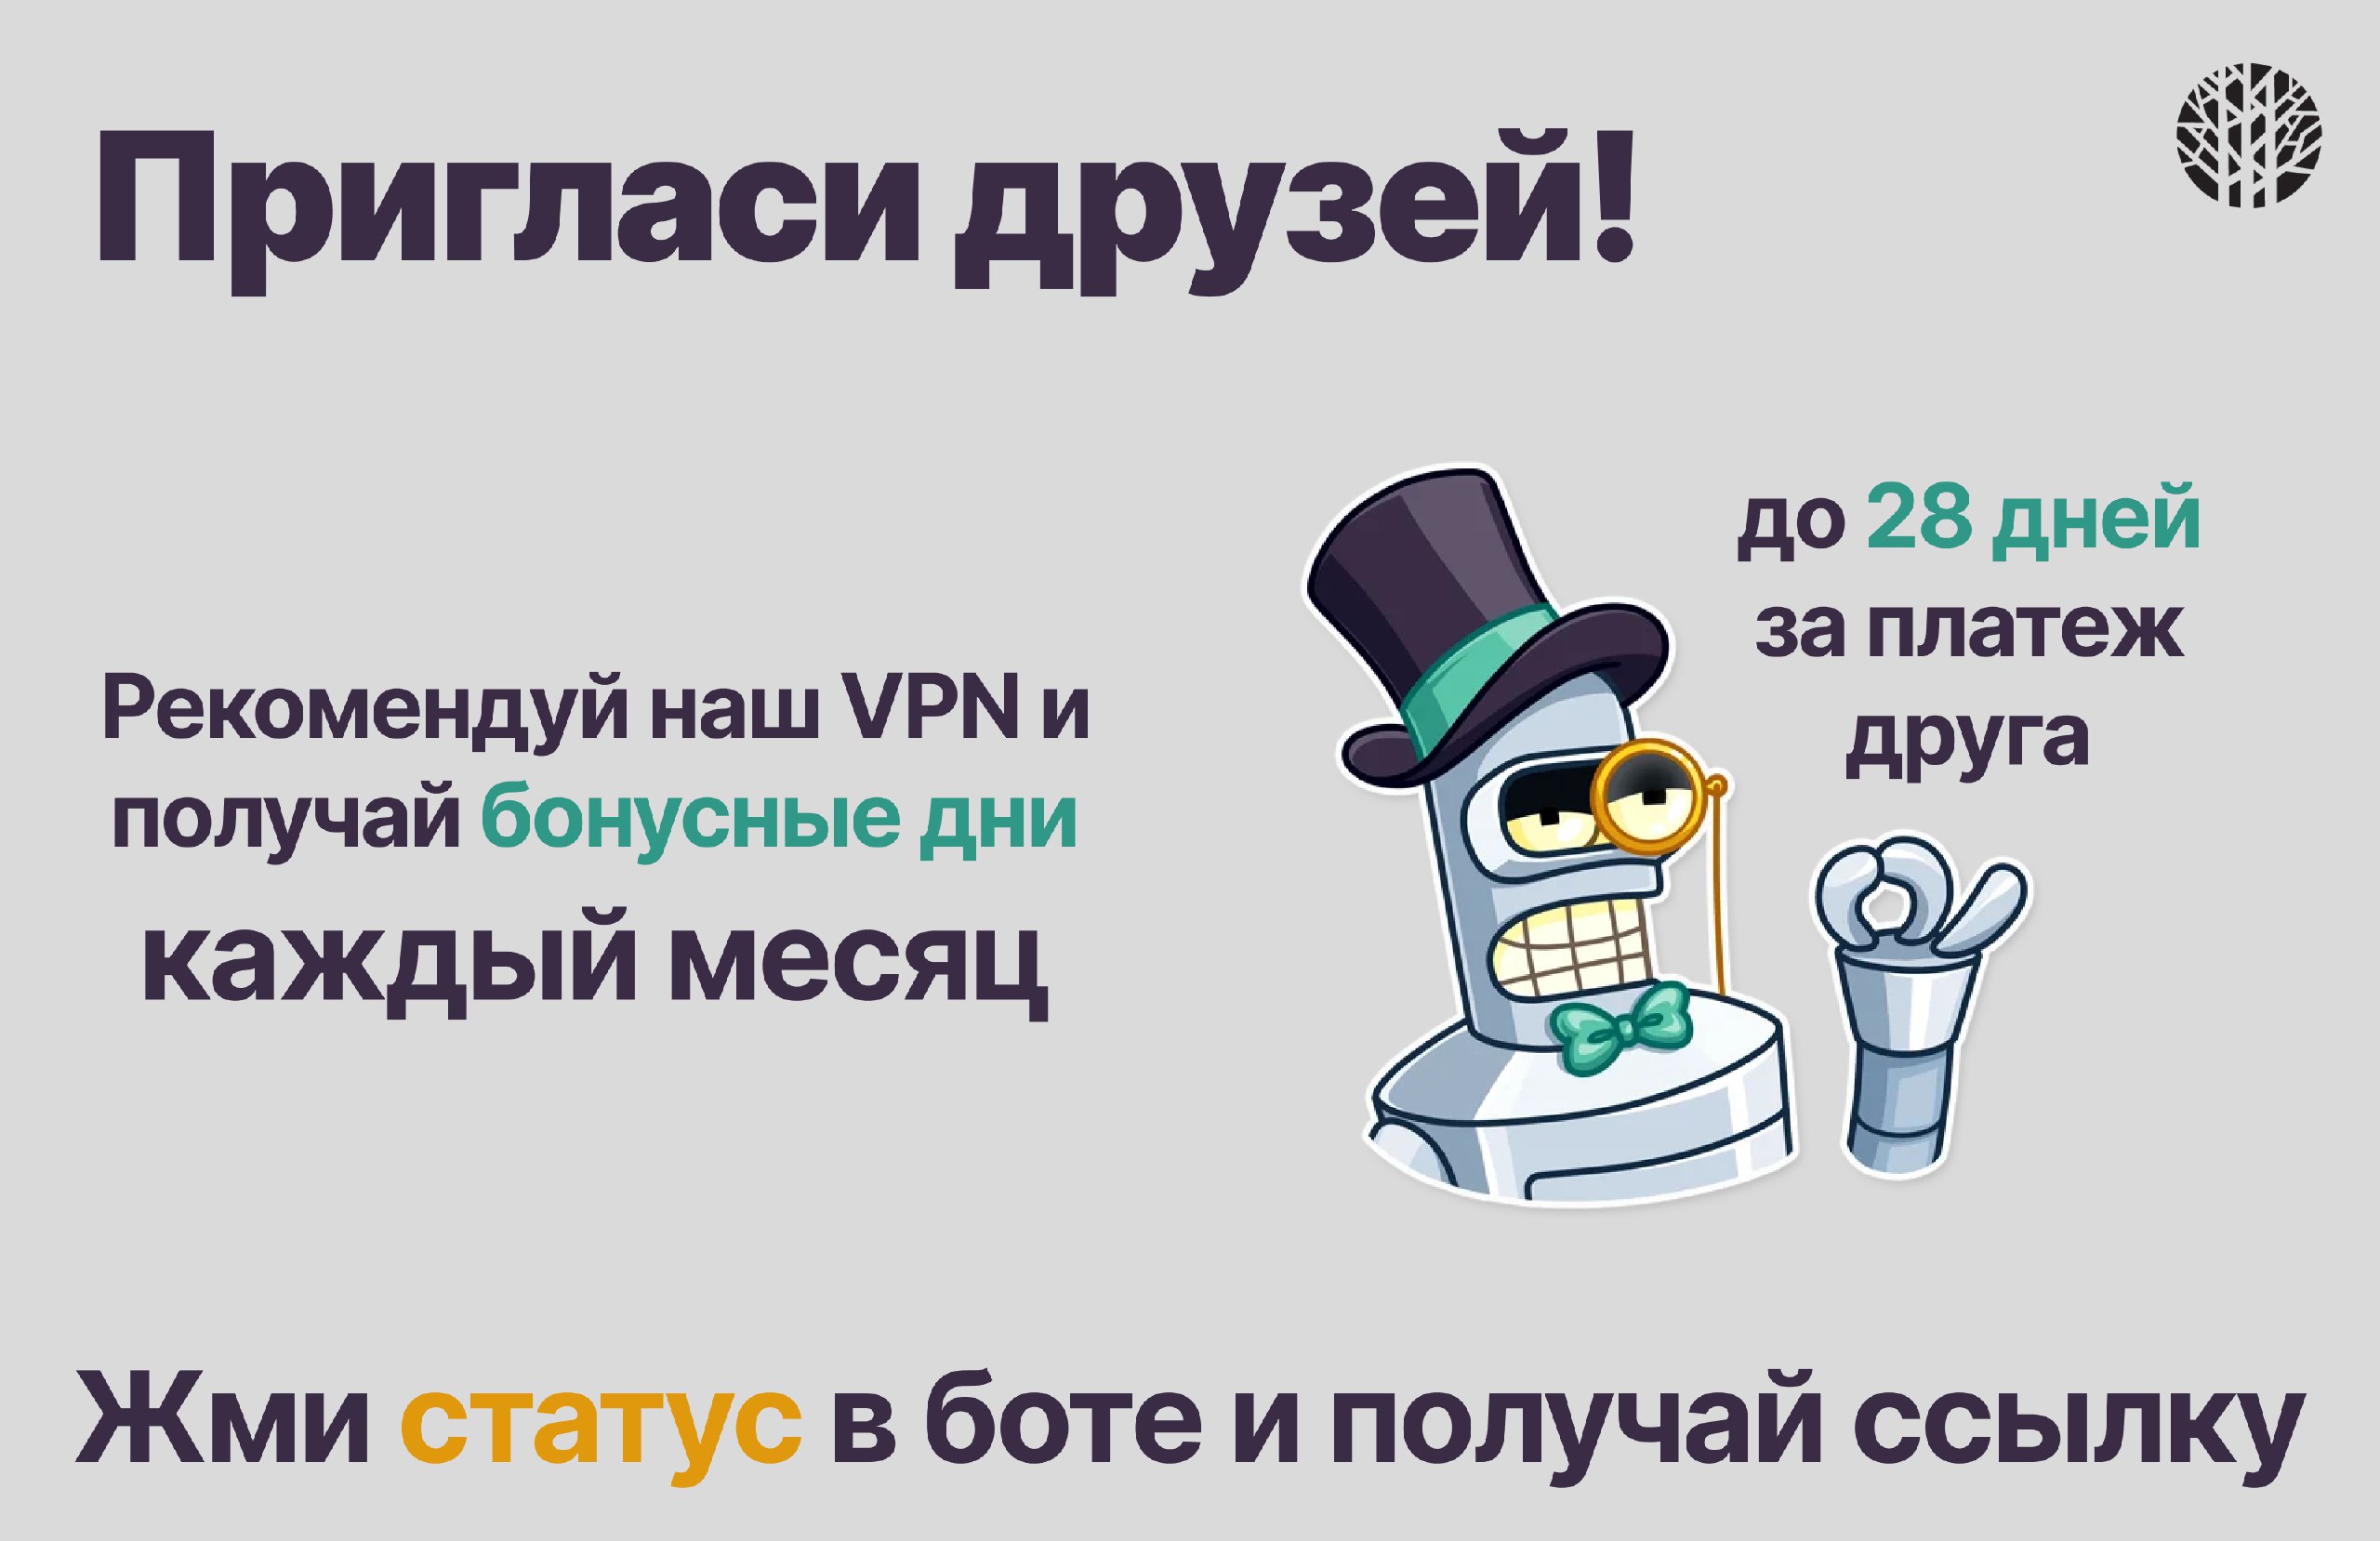 Пригласи друзей!
Рекомендуй наш VPN и
получай бонусные дни
каждый месяц
до 28 дней
за платеж
друга
Жми статус в боте и получай ссылку